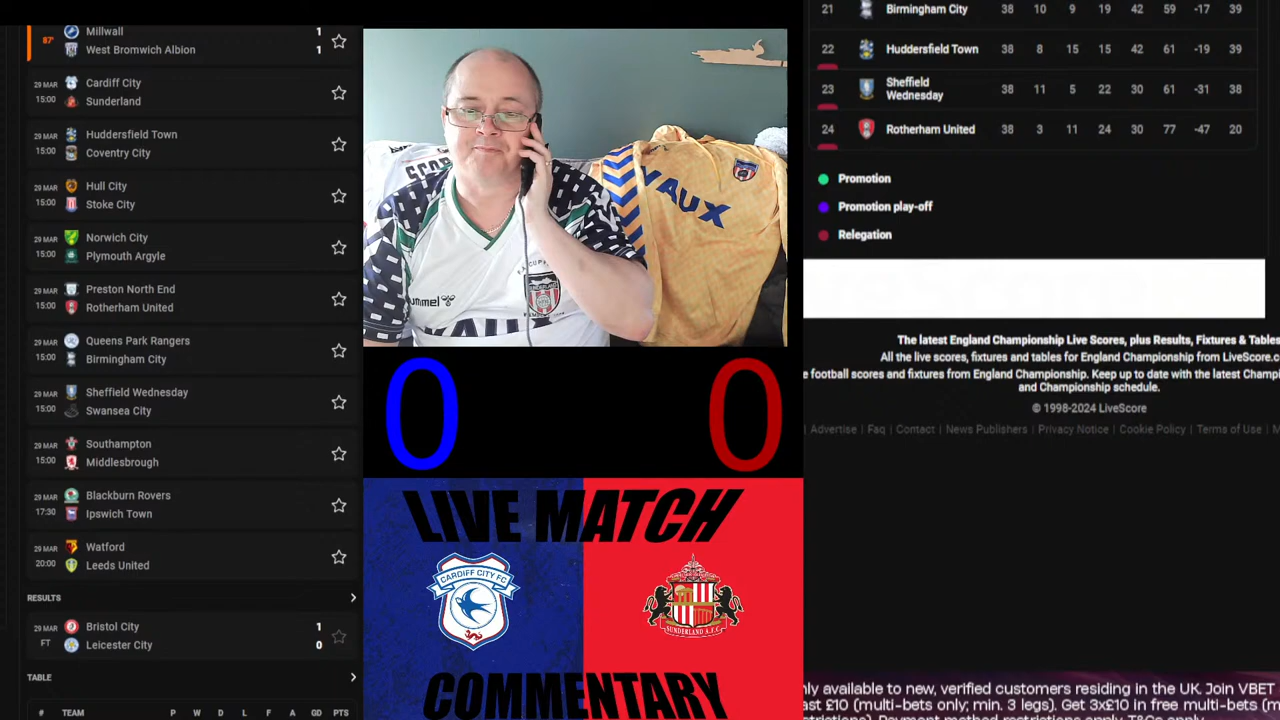 Millwall 1
87'
West Bromwich Albion 1
29 MAR Cardiff City
15:00 Sunderland
29 MAR Huddersfield Town
15:00 Coventry City
29 MAR Hull City
15:00 Stoke City
29 MAR Norwich City
15:00 Plymouth Argyle
29 MAR Preston North End
15:00 Rotherham United
29 MAR Queens Park Rangers
15:00 Birmingham City
29 MAR Sheffield Wednesday
15:00 Swansea City
29 MAR Southampton
15:00 Middlesbrough
29 MAR Blackburn Rovers
17:30 Ipswich Town
29 MAR Watford
20:00 Leeds United
RESULTS
29 MAR Bristol City 1
FT Leicester City 0
TABLE
# TEAM P W D L F A GD PTS
hummel
SUNDERLAND
VAUX
VAUX
0 0
LIVE MATCH
CARDIFF CITY FC
SUNDERLAND A.F.C
COMMENTARY
21 Birmingham City 38 10 9 19 42 59 -17 39
22 Huddersfield Town 38 8 15 15 42 61 -19 39
23 Sheffield Wednesday 38 11 5 22 30 61 -31 38
24 Rotherham United 38 3 11 24 30 77 -47 20
Promotion
Promotion play-off
Relegation
The latest England Championship Live Scores, plus Results, Fixtures & Tables
All the live scores, fixtures and tables for England Championship from LiveScore.c
e football scores and fixtures from England Championship. Keep up to date with the latest Champi
and Championship schedule.
© 1998-2024 LiveScore
Advertise | Faq | Contact | News Publishers | Privacy Notice | Cookie Policy | Terms of Use | M
nly available to new, verified customers residing in the UK. Join VBET
ast £10 (multi-bets only; min. 3 legs). Get 3x£10 in free multi-bets (m